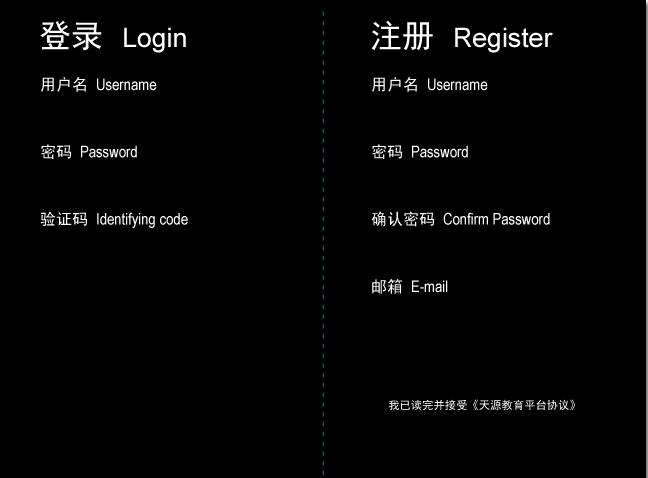 登录 Login
用户名 Username
密码 Password
验证码 Identifying code
注册 Register
用户名 Username
密码 Password
确认密码 Confirm Password
邮箱 E-mail
我已读完并接受《天源教育平台协议》